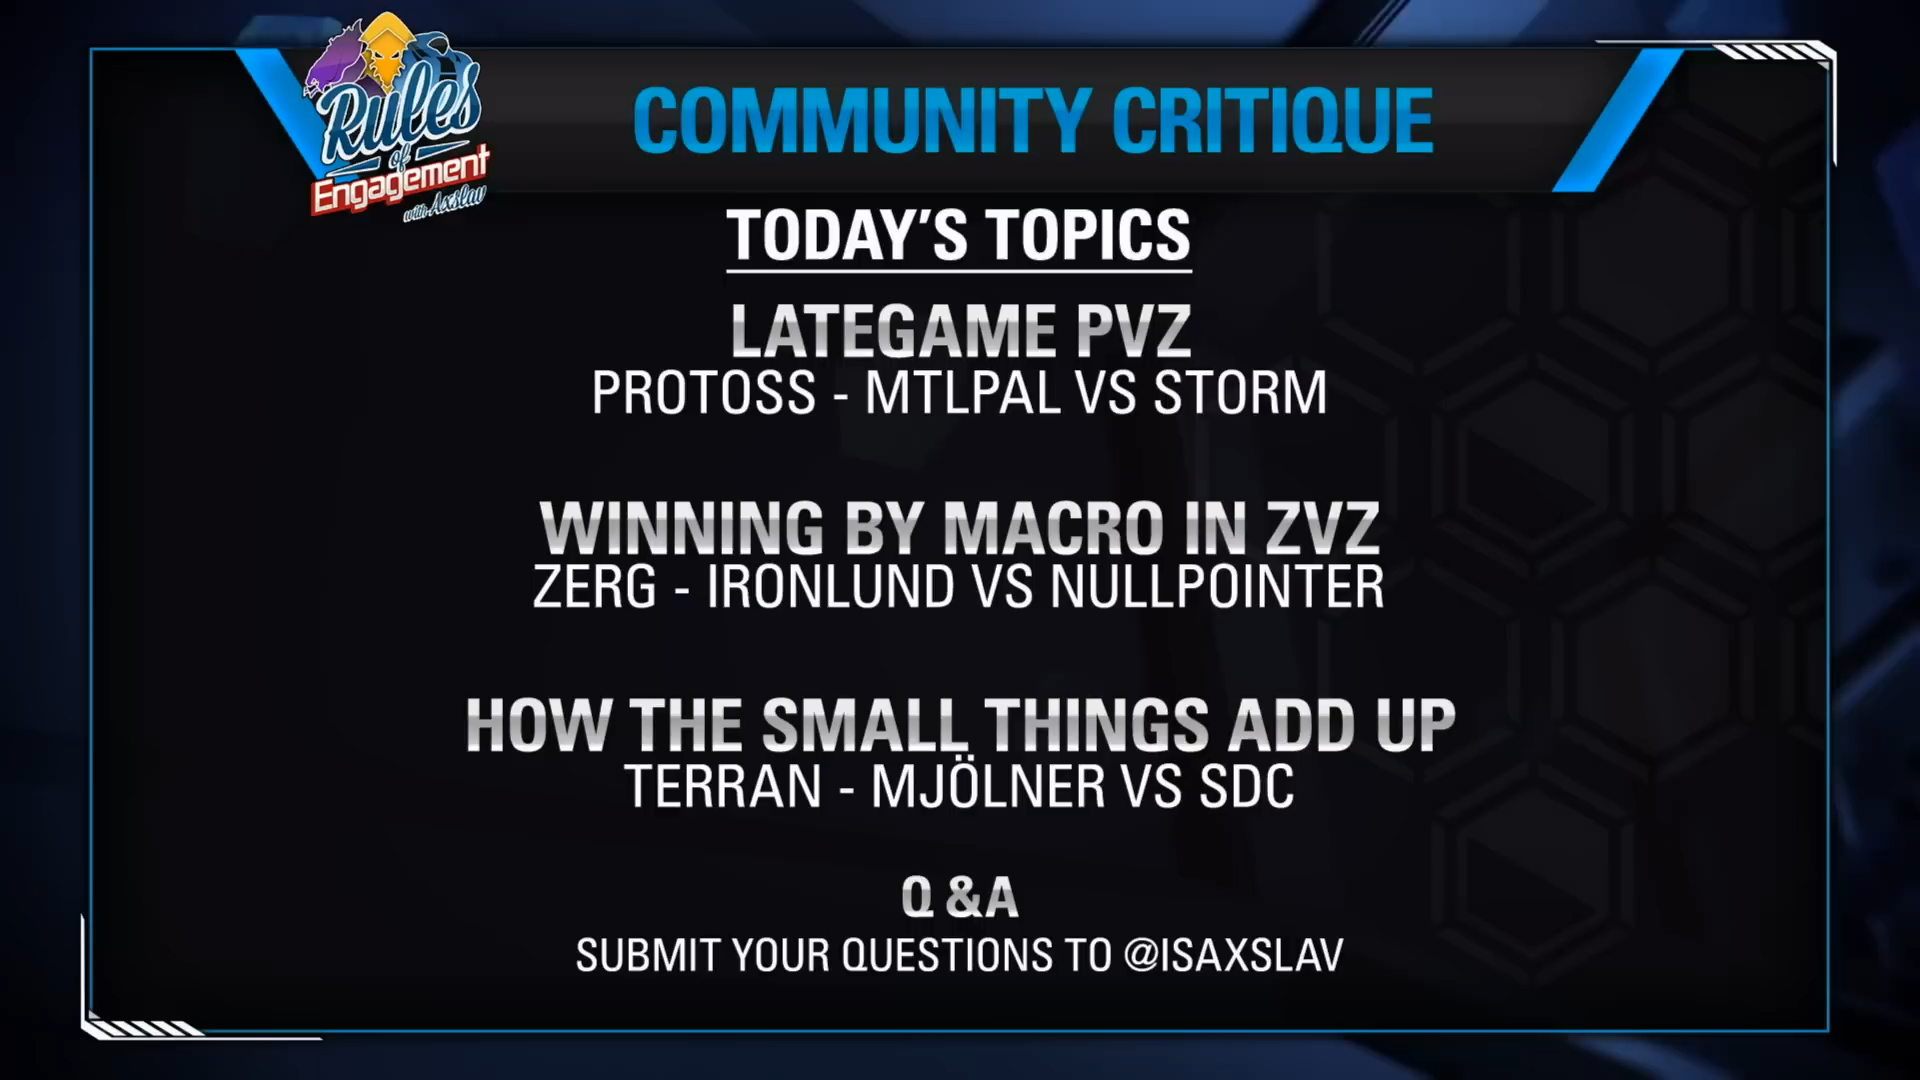 Rules
of
Engagement
with Axslav
COMMUNITY CRITIQUE
TODAY’S TOPICS
LATEGAME PVZ
PROTOSS - MTLPAL VS STORM
WINNING BY MACRO IN ZVZ
ZERG - IRONLUND VS NULLPOINTER
HOW THE SMALL THINGS ADD UP
TERRAN - MJÖLNER VS SDC
Q &A
SUBMIT YOUR QUESTIONS TO @ISAXSLAV